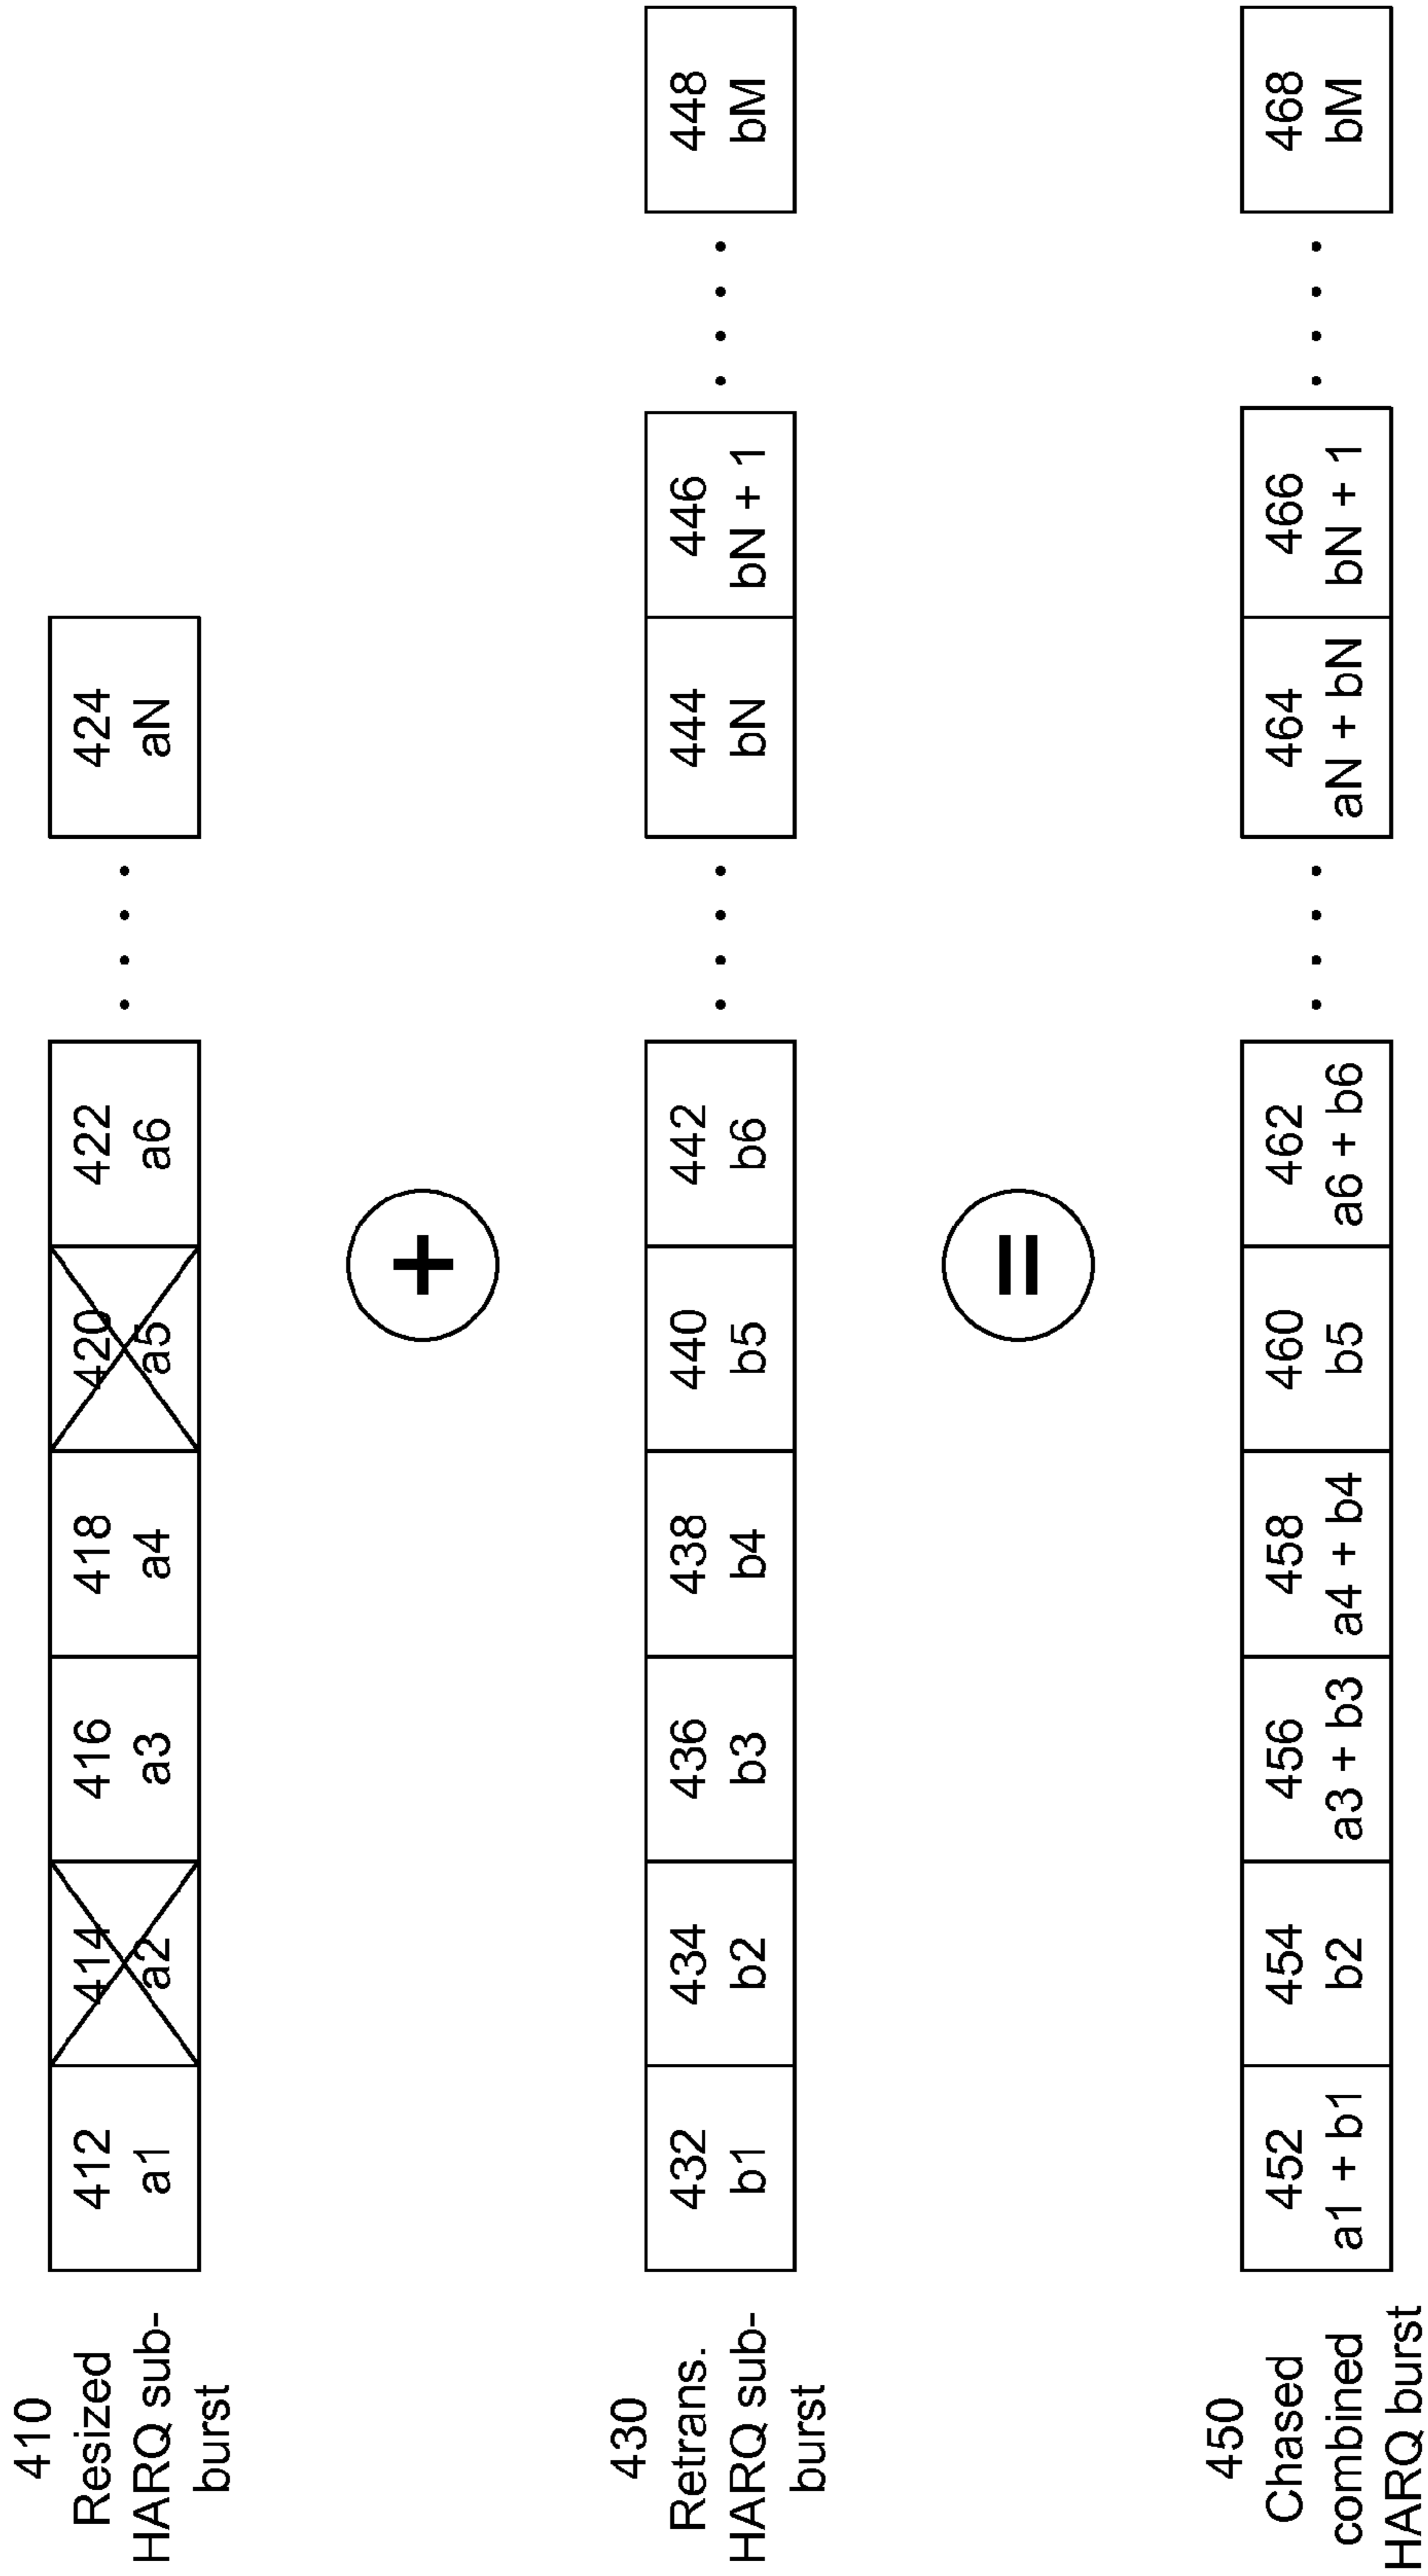 410
Resized
HARQ sub-
burst
412
a1
414
a2
416
a3
418
a4
420
a5
422
a6
424
aN
+
430
Retrans.
HARQ sub-
burst
432
b1
434
b2
436
b3
438
b4
440
b5
442
b6
444
bN
446
bN + 1
448
bM
=
450
Chased
combined
HARQ burst
452
a1 + b1
454
b2
456
a3 + b3
458
a4 + b4
460
b5
462
a6 + b6
464
aN + bN
466
bN + 1
468
bM